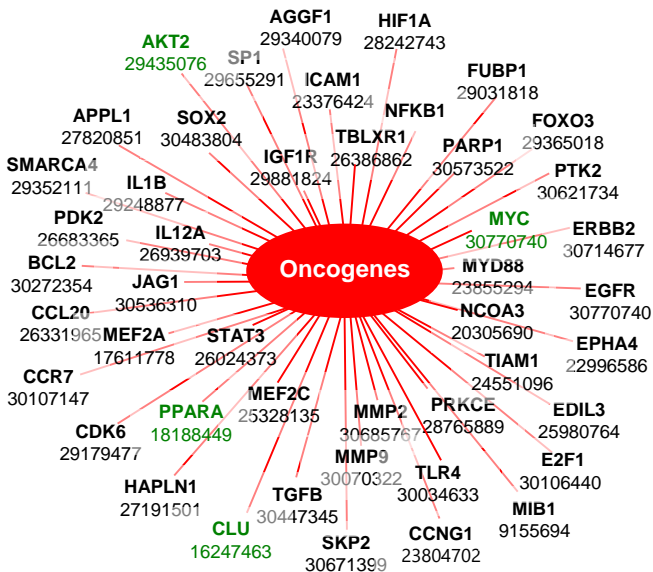 AGGF1
29340079
HIF1A
28242743
AKT2
29435076
SP1
29655291
ICAM1
23376424
FUBP1
29031818
NFKB1
APPL1
27820851
SOX2
30483804
TBLXR1
26386862
PARP1
30573522
FOXO3
29365018
IGF1R
29881824
SMARCA4
29352111
IL1B
29248877
PTK2
30621734
PDK2
26683365
IL12A
26939703
MYC
30770740
ERBB2
30714677
BCL2
30272354
JAG1
30536310
Oncogenes
MYD88
23855294
EGFR
30770740
CCL20
26331965
MEF2A
17611778
STAT3
26024373
NCOA3
20305690
EPHA4
22996586
CCR7
30107147
TIAM1
24551096
PPARA
18188449
MEF2C
25328135
MMP2
30685767
PRKCE
28765889
EDIL3
25980764
CDK6
29179477
MMP9
30070322
E2F1
30106440
HAPLN1
27191501
TGFB
30447345
TLR4
30034633
MIB1
9155694
CLU
16247463
SKP2
30671399
CCNG1
23804702